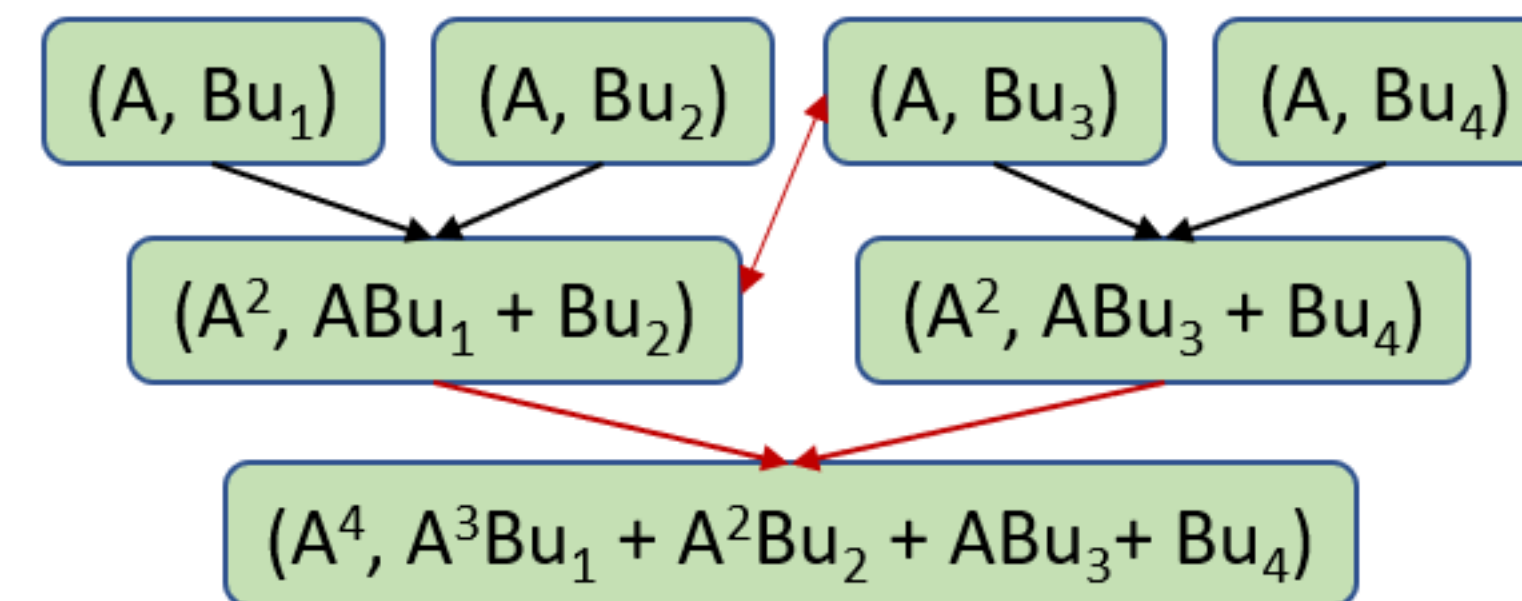 (A, Bu₁) (A, Bu₂) (A, Bu₃) (A, Bu₄)
(A², ABu₁ + Bu₂) (A², ABu₃ + Bu₄)
(A⁴, A³Bu₁ + A²Bu₂ + ABu₃+ Bu₄)